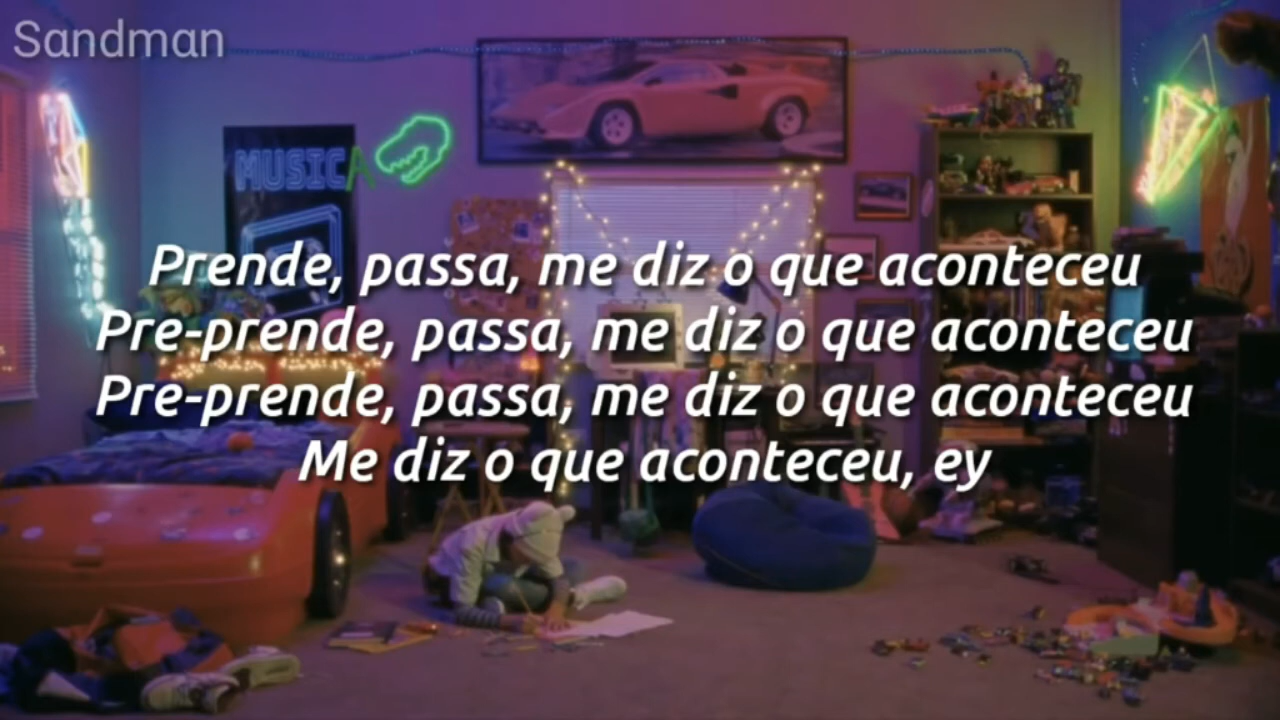 Sandman
MUSICA
Prende, passa, me diz o que aconteceu
Pre-prende, passa, me diz o que aconteceu
Pre-prende, passa, me diz o que aconteceu
Me diz o que aconteceu, ey